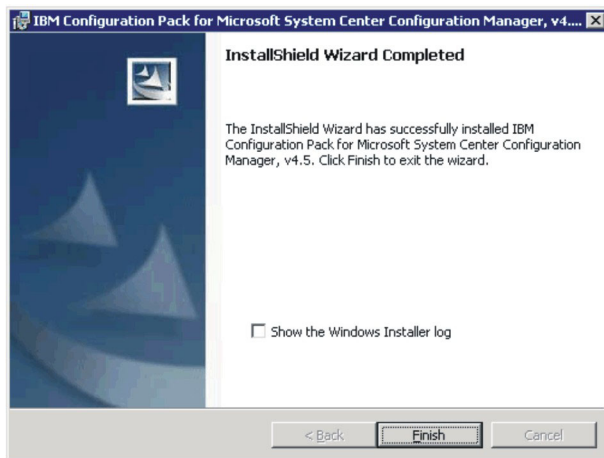 IBM Configuration Pack for Microsoft System Center Configuration Manager, v4....
InstallShield Wizard Completed
The InstallShield Wizard has successfully installed IBM
Configuration Pack for Microsoft System Center Configuration
Manager, v4.5. Click Finish to exit the wizard.
Show the Windows Installer log
< Back
Finish
Cancel